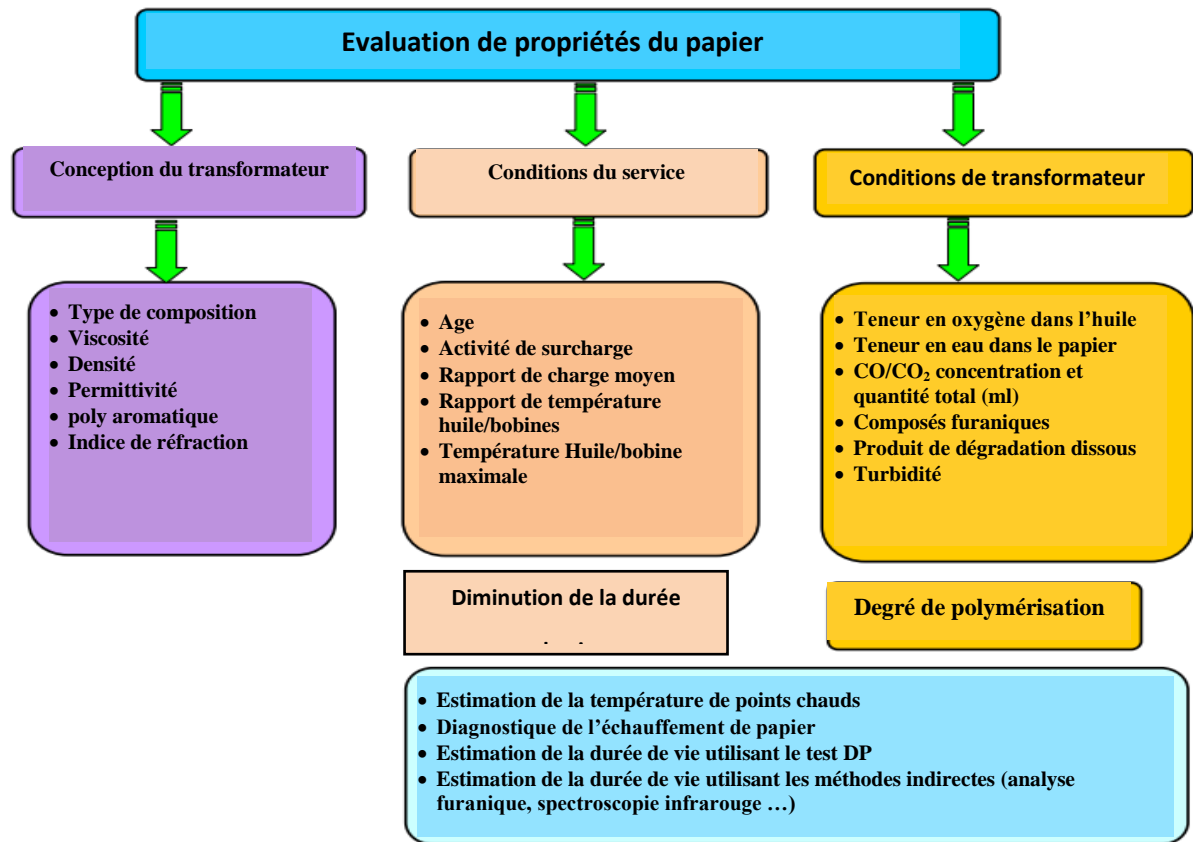 Evaluation de propriétés du papier
Conception du transformateur
Conditions du service
Conditions de transformateur
• Type de composition
• Viscosité
• Densité
• Permittivité
• poly aromatique
• Indice de réfraction
• Age
• Activité de surcharge
• Rapport de charge moyen
• Rapport de température
huile/bobines
• Température Huile/bobine
maximale
• Teneur en oxygène dans l’huile
• Teneur en eau dans le papier
• CO/CO₂ concentration et
quantité total (ml)
• Composés furaniques
• Produit de dégradation dissous
• Turbidité
Diminution de la durée
Degré de polymérisation
• Estimation de la température de points chauds
• Diagnostique de l’échauffement de papier
• Estimation de la durée de vie utilisant le test DP
• Estimation de la durée de vie utilisant les méthodes indirectes (analyse
furanique, spectroscopie infrarouge …)